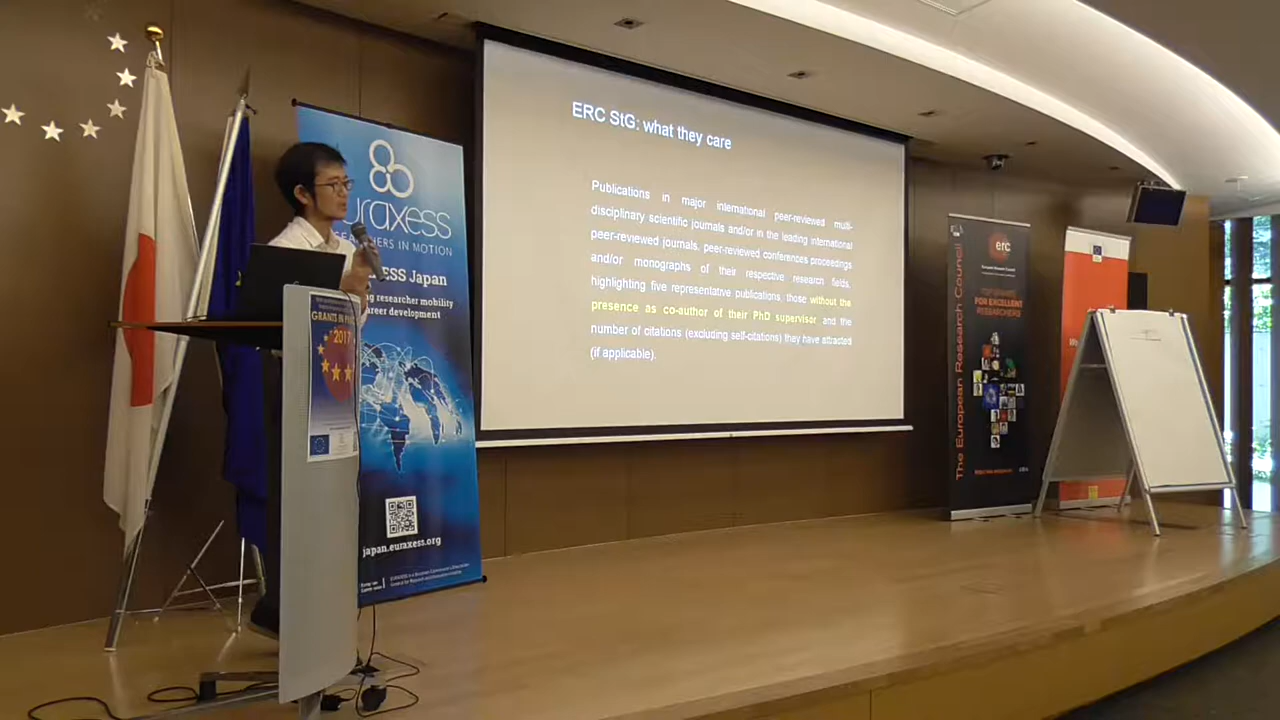 ERC StG: what they care
Publications in major international peer-reviewed multi-
disciplinary scientific journals and/or in the leading international
peer-reviewed journals, peer-reviewed conferences proceedings
and/or monographs of their respective research fields,
highlighting five representative publications, those without the
presence as co-author of their PhD supervisor and the
number of citations (excluding self-citations) they have attracted
(if applicable).
uraxess
IN MOTION
ESS Japan
researcher mobility
career development
japan.euraxess.org
GRANTS IN
2017
erc
European Research Council
FOR EXCELLENT
RESEARCHERS
The European Research Council